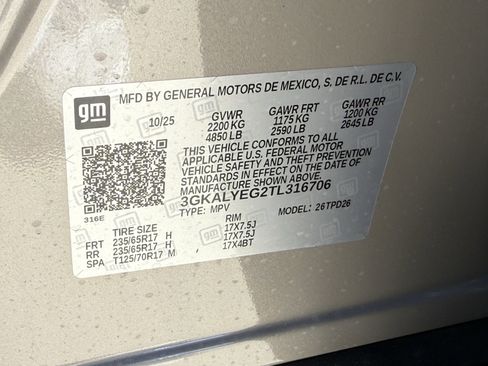 gm
MFD BY GENERAL MOTORS DE MEXICO, S. DE R.L. DE C.V.
10/25 GVWR GAWR FRT GAWR RR
2200 KG 1175 KG 1200 KG
4850 LB 2590 LB 2645 LB
THIS VEHICLE CONFORMS TO ALL
APPLICABLE U.S. FEDERAL MOTOR
VEHICLE SAFETY, BUMPER, AND THEFT
PREVENTION STANDARDS IN
EFFECT ON THE DATE OF MANUFACTURE SHOWN ABOVE.
3GKALYEG2TL316706
316E TYPE: MPV MODEL: 26TPD26
TIRE SIZE RIM
FRT 235/65R17 H 17X7.5J
RR 235/65R17 H 17X7.5J
SPA T125/70R17 M 17X4BT